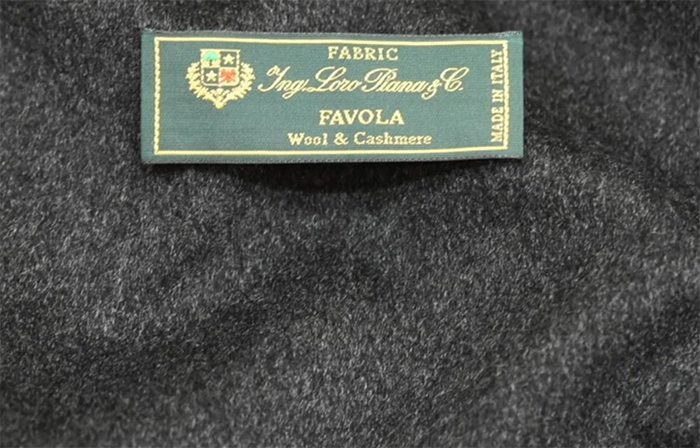 FABRIC
Ing. Loro Piana & C.
FAVOLA
Wool & Cashmere
MADE IN ITALY